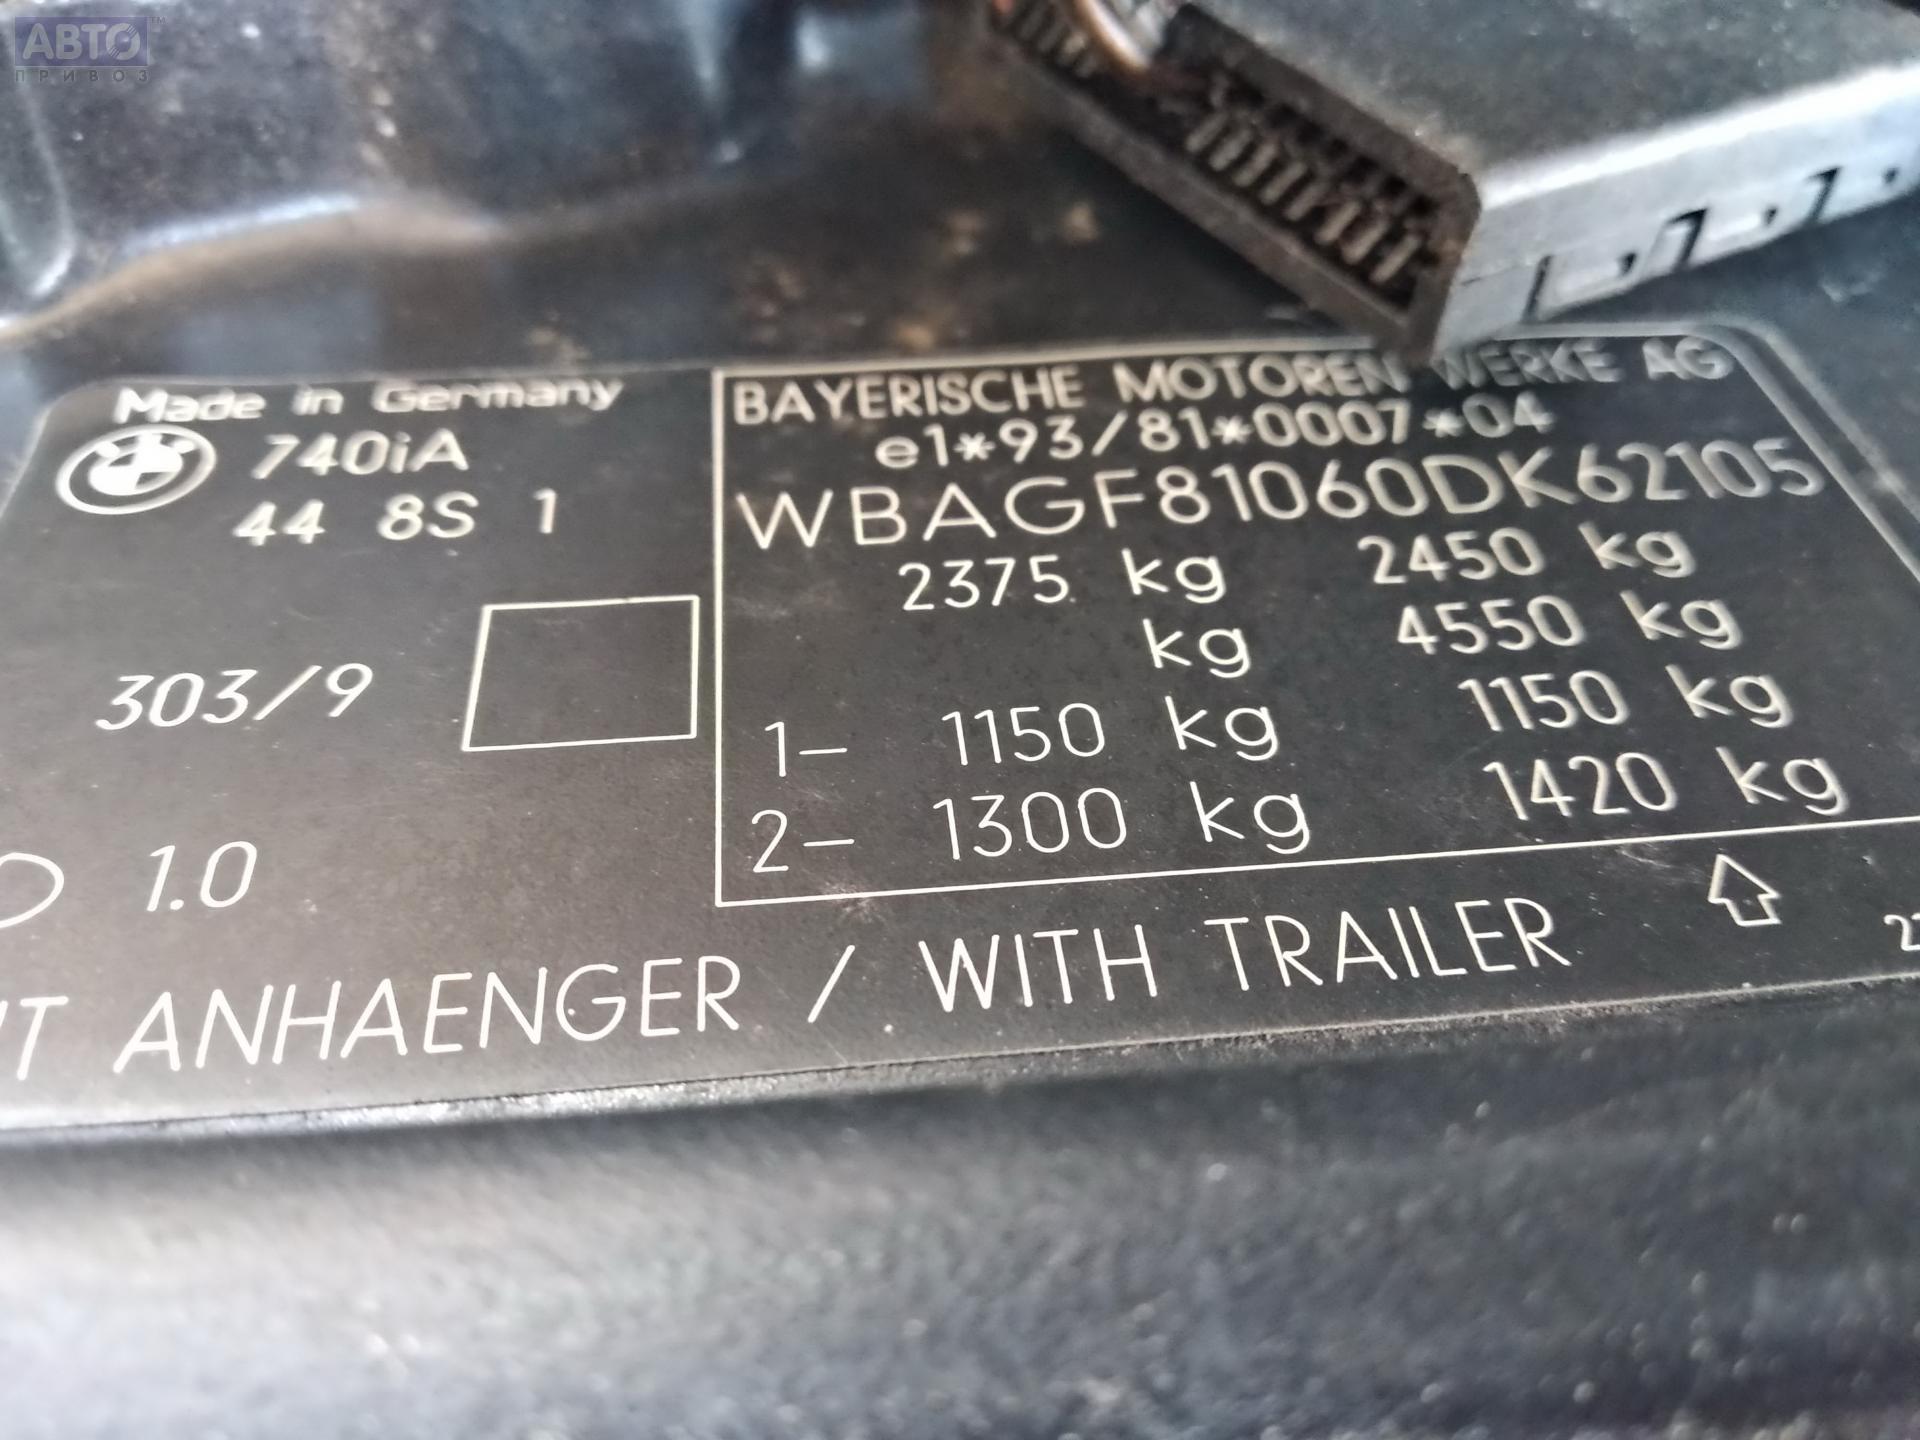 АВТО™
ПРИВОЗ
Made in Germany
740iA
44 8S 1
303/9
1.0
BAYERISCHE MOTOREN WERKE AG
e1*93/81*0007*04
WBAGF81060DK62105
2375 kg 2450 kg
kg 4550 kg
1- 1150 kg 1150 kg
2- 1300 kg 1420 kg
ANHAENGER / WITH TRAILER